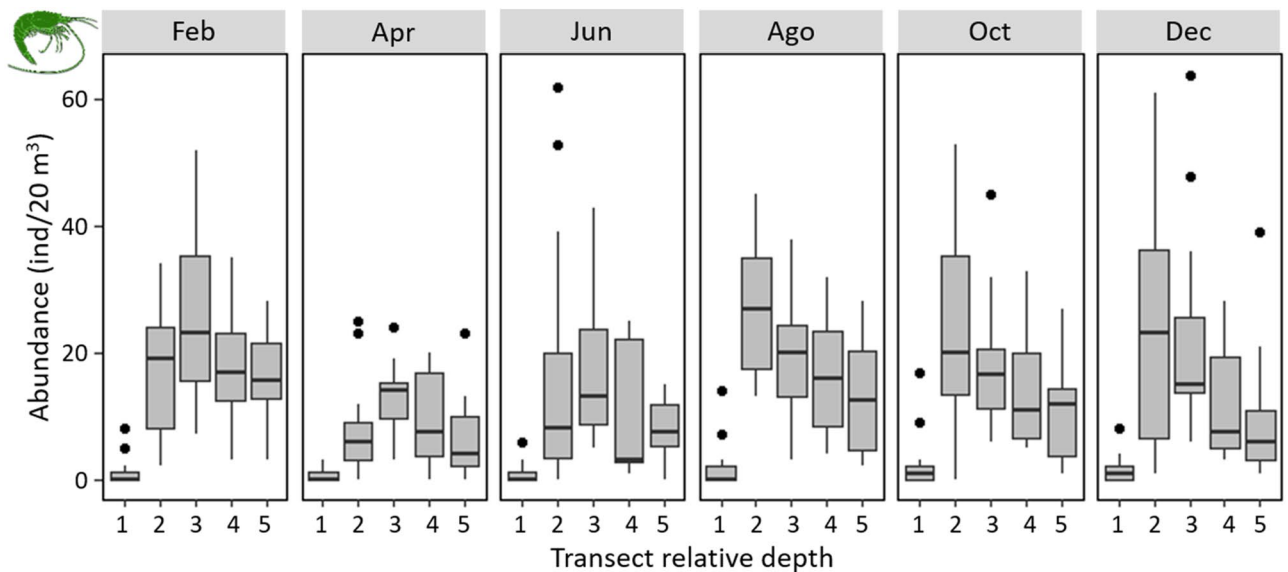 Feb Apr Jun Ago Oct Dec
60
40
20
0
Abundance (ind/20 m³)
1 2 3 4 5 1 2 3 4 5 1 2 3 4 5 1 2 3 4 5 1 2 3 4 5 1 2 3 4 5
Transect relative depth